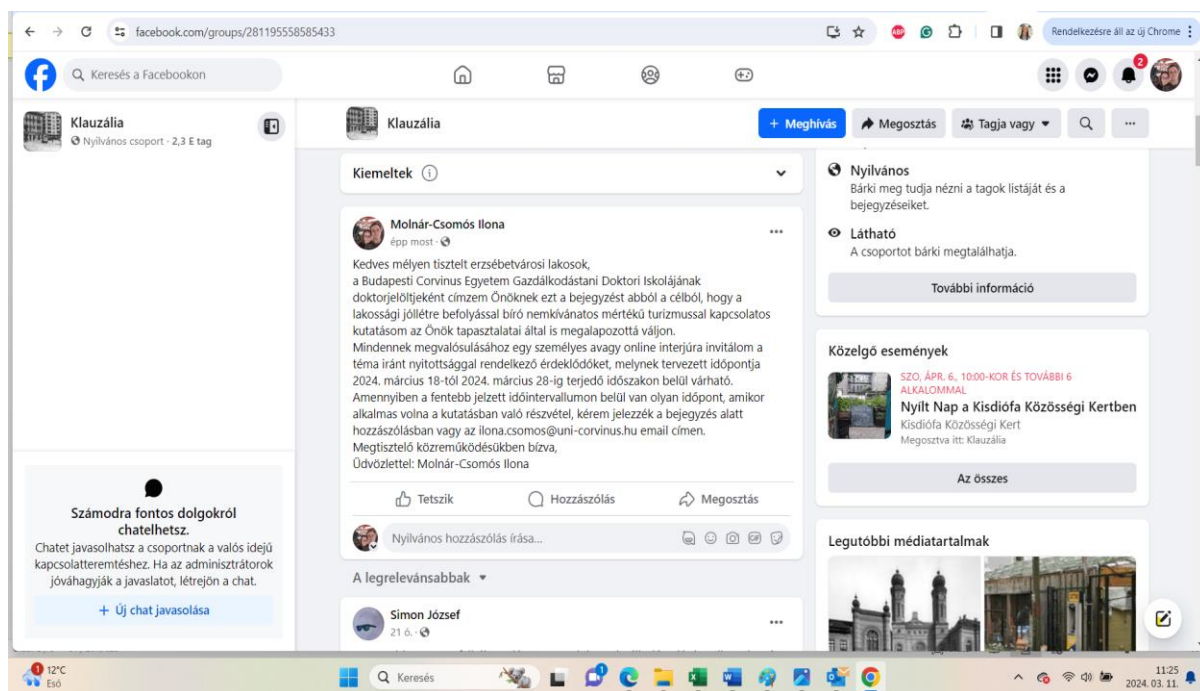 facebook.com/groups/281195558585433
Rendelkezésre áll az új Chrome
Keresés a Facebookon
2
Klauzália
Nyilvános csoport · 2,3 E tag
Klauzália
+ Meghívás
Megosztás
Tagja vagy
Kiemeltek
Molnár-Csomós Ilona
épp most
Kedves mélyen tisztelt erzsébetvárosi lakosok,
a Budapesti Corvinus Egyetem Gazdálkodástani Doktori Iskolájának
doktorjelöltjeként címzem Önöknek ezt a bejegyzést abból a célból, hogy a
lakossági jóllétre befolyással bíró nemkívánatos mértékű turizmussal kapcsolatos
kutatásom az Önök tapasztalatai által is megalapozottá váljon.
Mindennek megvalósulásához egy személyes avagy online interjúra invitálom a
téma iránt nyitottsággal rendelkező érdeklődőket, melynek tervezett időpontja
2024. március 18-tól 2024. március 28-ig terjedő időszakon belül várható.
Amennyiben a fentebb jelzett időintervallumon belül van olyan időpont, amikor
alkalmas volna a kutatásban való részvétel, kérem jelezzék a bejegyzés alatt
hozzászólásban vagy az ilona.csomos@uni-corvinus.hu email címen.
Megtisztelő közreműködésükben bízva,
Üdvözlettel: Molnár-Csomós Ilona
Tetszik
Hozzászólás
Megosztás
Nyilvános hozzászólás írása...
GIF
A legrelevánsabbak
Simon József
21 ó.
Nyilvános
Bárki meg tudja nézni a tagok listáját és a
bejegyzéseiket.
Látható
A csoportot bárki megtalálhatja.
További információ
Közelgő események
SZO, ÁPR. 6., 10:00-KOR ÉS TOVÁBBI 6
ALKALOMMAL
Nyílt Nap a Kisdiófa Közösségi Kertben
Kisdiófa Közösségi Kert
Megosztva itt: Klauzália
Az összes
Legutóbbi médiatartalmak
Számodra fontos dolgokról
chatelhetsz.
Chatet javasolhatsz a csoportnak a valós idejű
kapcsolatteremtéshez. Ha az adminisztrátorok
jóváhagyják a javaslatot, létrejön a chat.
+ Új chat javasolása
1
12°C
Eső
Keresés
11:25
2024. 03. 11.